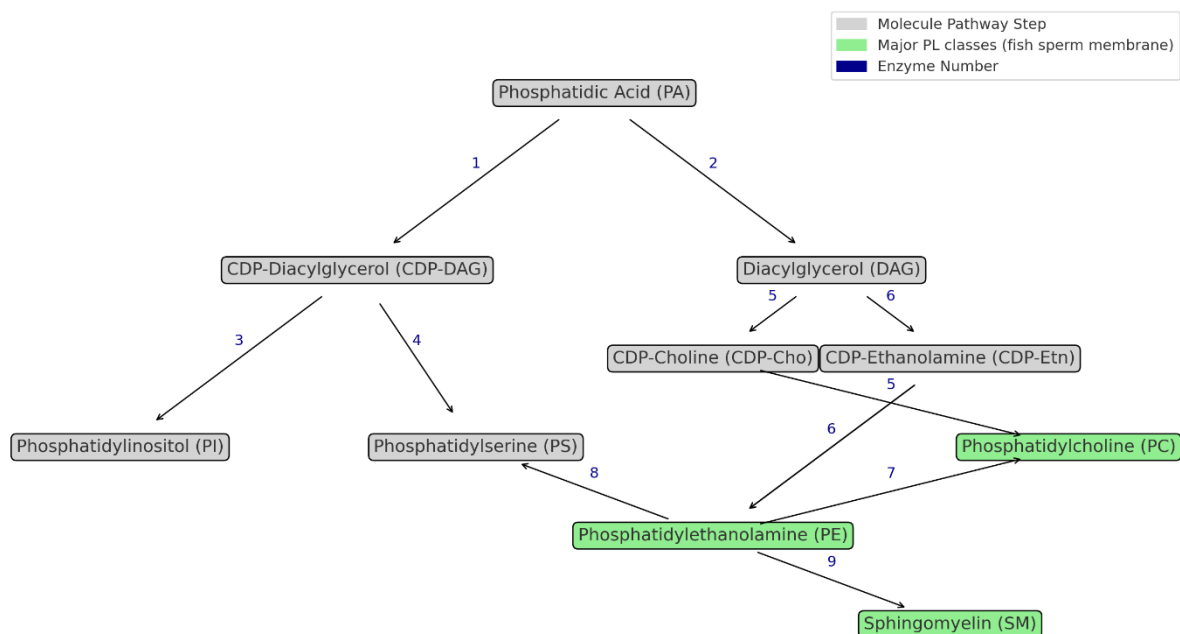 Molecule Pathway Step
Major PL classes (fish sperm membrane)
Enzyme Number
Phosphatidic Acid (PA)
1
2
CDP-Diacylglycerol (CDP-DAG)
Diacylglycerol (DAG)
5
6
3
4
CDP-Choline (CDP-Cho)
CDP-Ethanolamine (CDP-Etn)
5
6
Phosphatidylinositol (PI)
Phosphatidylserine (PS)
Phosphatidylcholine (PC)
8
7
Phosphatidylethanolamine (PE)
9
Sphingomyelin (SM)